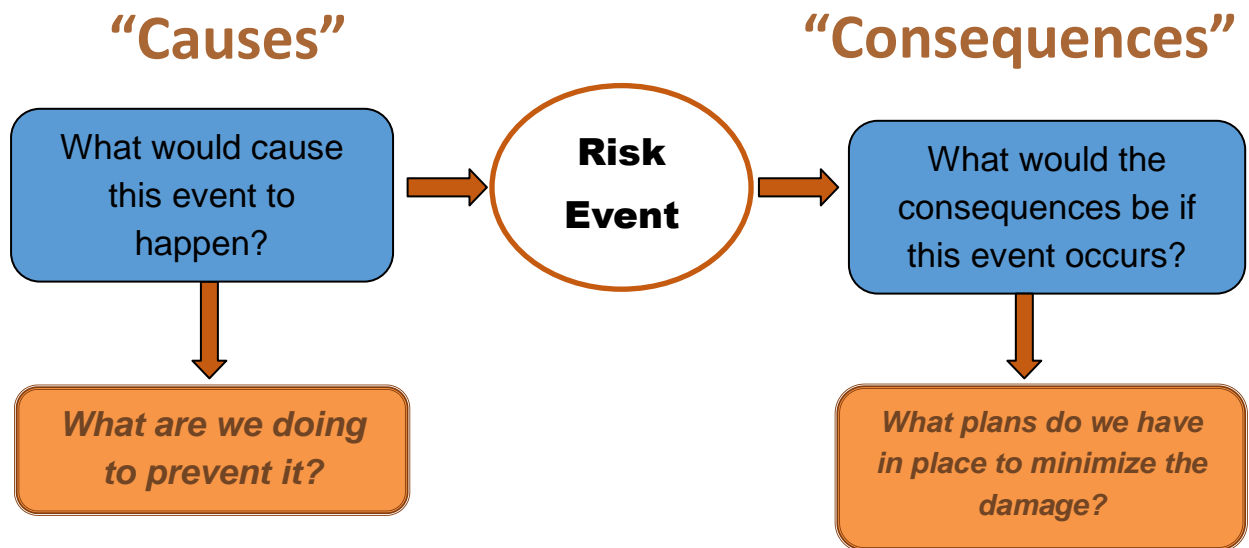 “Causes”
“Consequences”
What would cause
this event to
happen?
Risk
Event
What would the
consequences be if
this event occurs?
What are we doing
to prevent it?
What plans do we have
in place to minimize the
damage?